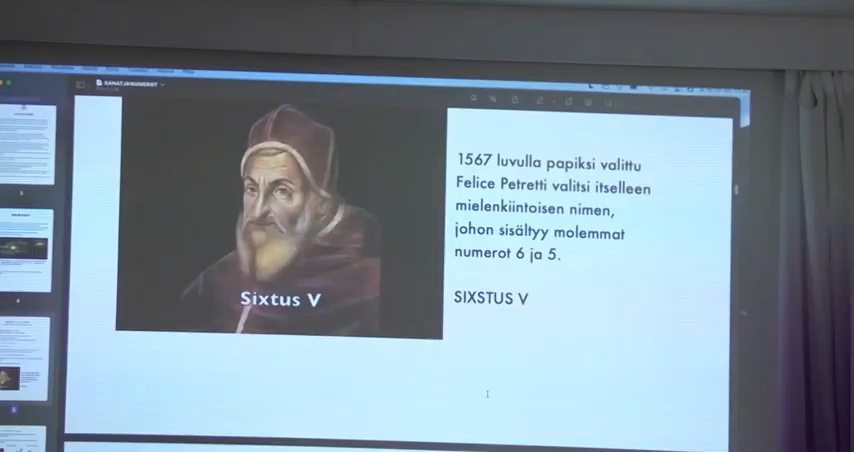 SANATJANUMEROT
Sixtus V
1567 luvulla papiksi valittu
Felice Petretti valitsi itselleen
mielenkiintoisen nimen,
johon sisältyy molemmat
numerot 6 ja 5.
SIXSTUS V